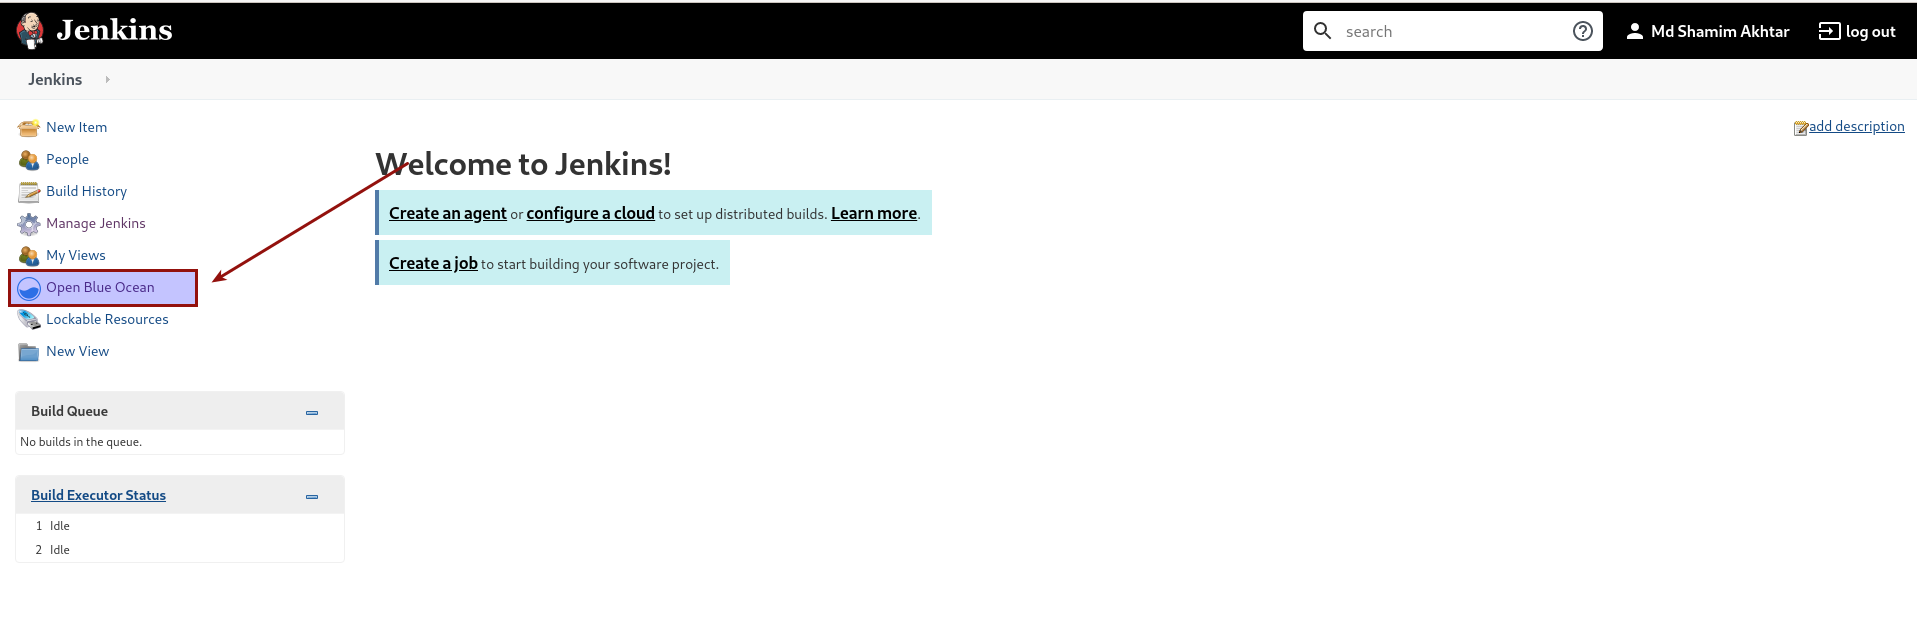 Jenkins
search
Md Shamim Akhtar
log out
Jenkins
New Item
People
Build History
Manage Jenkins
My Views
Open Blue Ocean
Lockable Resources
New View
Build Queue
No builds in the queue.
Build Executor Status
1 Idle
2 Idle
add description
Welcome to Jenkins!
Create an agent or configure a cloud to set up distributed builds. Learn more.
Create a job to start building your software project.